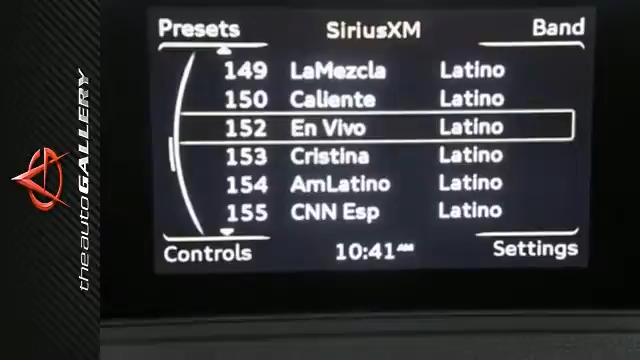 Presets SiriusXM Band
149 LaMezcla Latino
150 Caliente Latino
152 En Vivo Latino
153 Cristina Latino
154 AmLatino Latino
155 CNN Esp Latino
Controls 10:41 AM Settings
theautoGALLERY